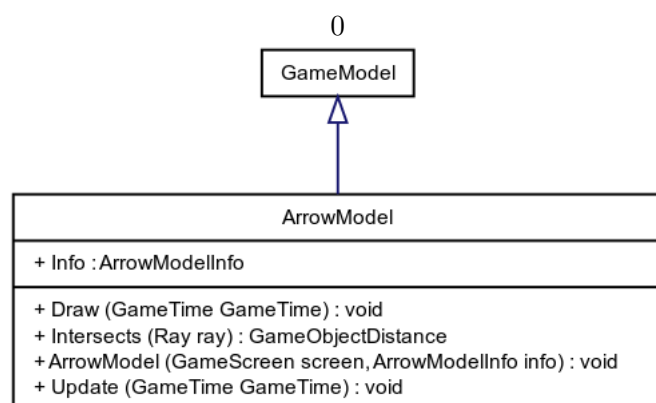 0
GameModel
ArrowModel
+ Info : ArrowModelInfo
+ Draw (GameTime GameTime) : void
+ Intersects (Ray ray) : GameObjectDistance
+ ArrowModel (GameScreen screen, ArrowModelInfo info) : void
+ Update (GameTime GameTime) : void